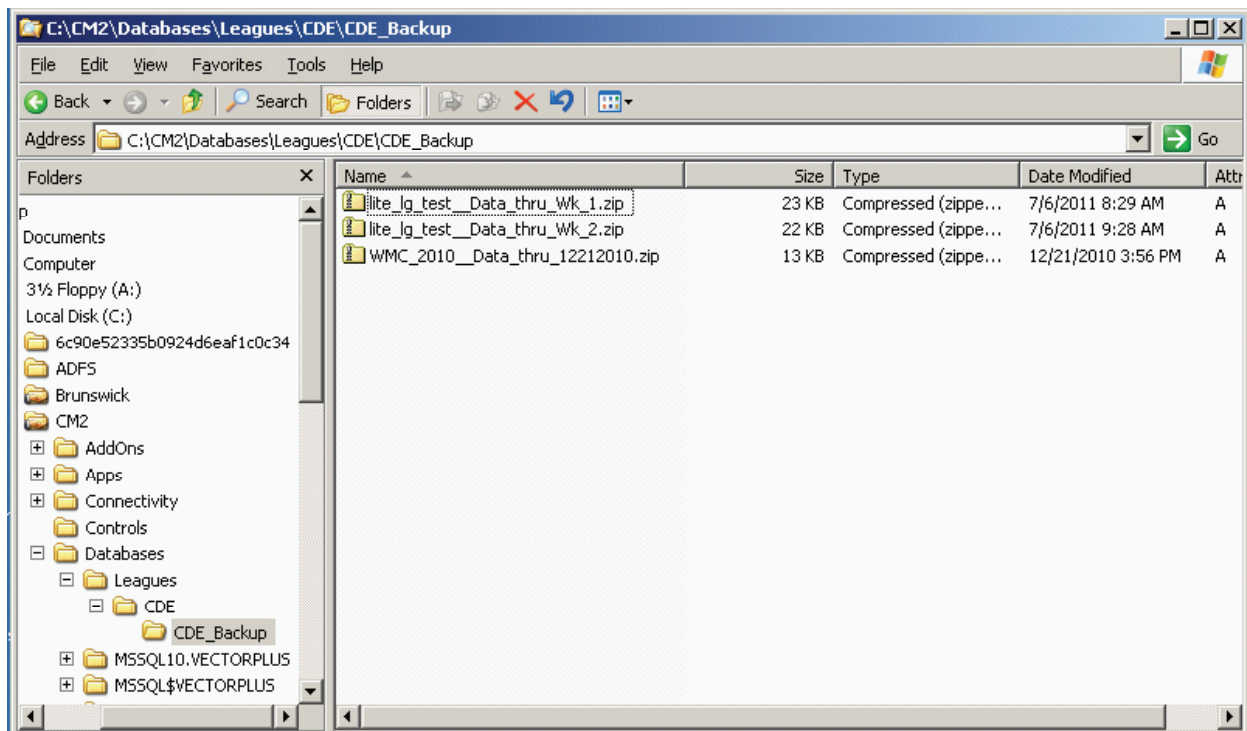 C:\CM2\Databases\Leagues\CDE\CDE_Backup
File Edit View Favorites Tools Help
Back Search Folders
Address C:\CM2\Databases\Leagues\CDE\CDE_Backup Go
Folders
p
Documents
Computer
3½ Floppy (A:)
Local Disk (C:)
6c90e52335b0924d6eaf1c0c34
ADFS
Brunswick
CM2
AddOns
Apps
Connectivity
Controls
Databases
Leagues
CDE
CDE_Backup
MSSQL10.VECTORPLUS
MSSQL$VECTORPLUS
Name Size Type Date Modified Attr
lite_lg_test__Data_thru_Wk_1.zip 23 KB Compressed (zippe... 7/6/2011 8:29 AM A
lite_lg_test__Data_thru_Wk_2.zip 22 KB Compressed (zippe... 7/6/2011 9:28 AM A
WMC_2010__Data_thru_12212010.zip 13 KB Compressed (zippe... 12/21/2010 3:56 PM A